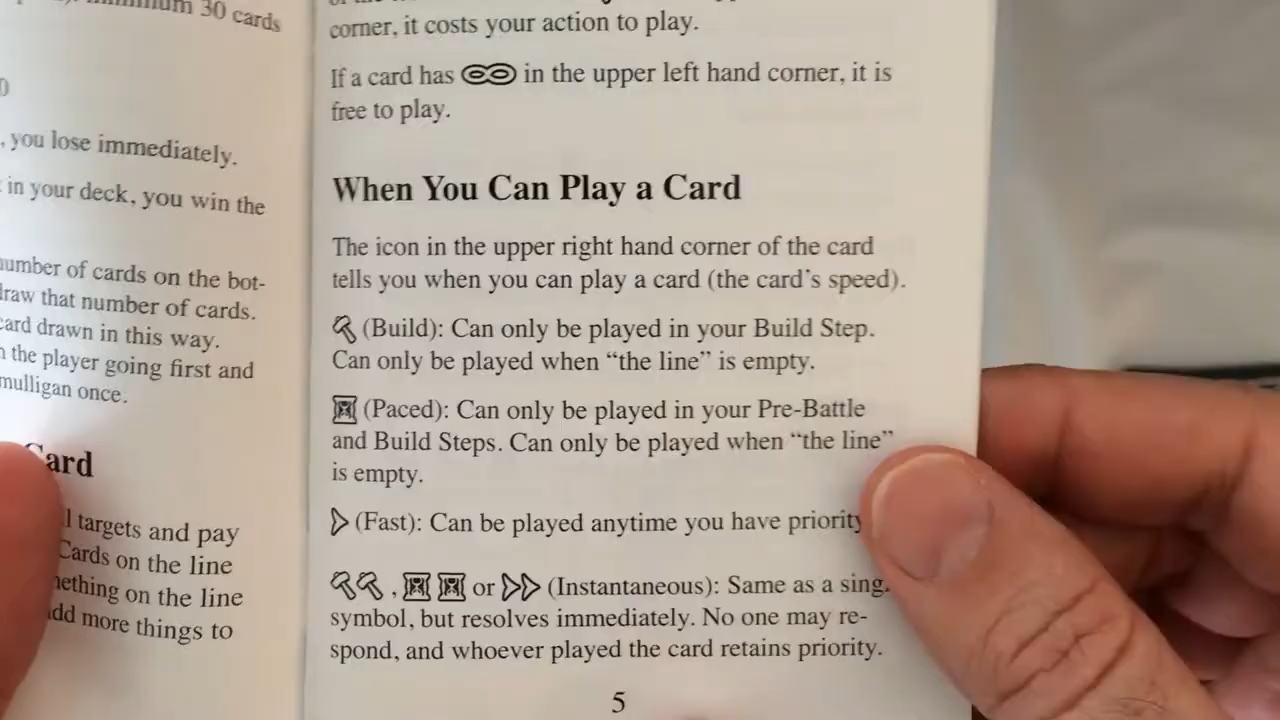 30 cards
, you lose immediately.
in your deck, you win the
number of cards on the bot-
draw that number of cards.
card drawn in this way.
the player going first and
mulligan once.
Card
targets and pay
Cards on the line
on the line
add more things to
corner, it costs your action to play.
If a card has in the upper left hand corner, it is
free to play.
When You Can Play a Card
The icon in the upper right hand corner of the card
tells you when you can play a card (the card's speed).
(Build): Can only be played in your Build Step.
Can only be played when “the line” is empty.
(Paced): Can only be played in your Pre-Battle
and Build Steps. Can only be played when “the line”
is empty.
(Fast): Can be played anytime you have priority
, or (Instantaneous): Same as a
symbol, but resolves immediately. No one may re-
spond, and whoever played the card retains priority.
5